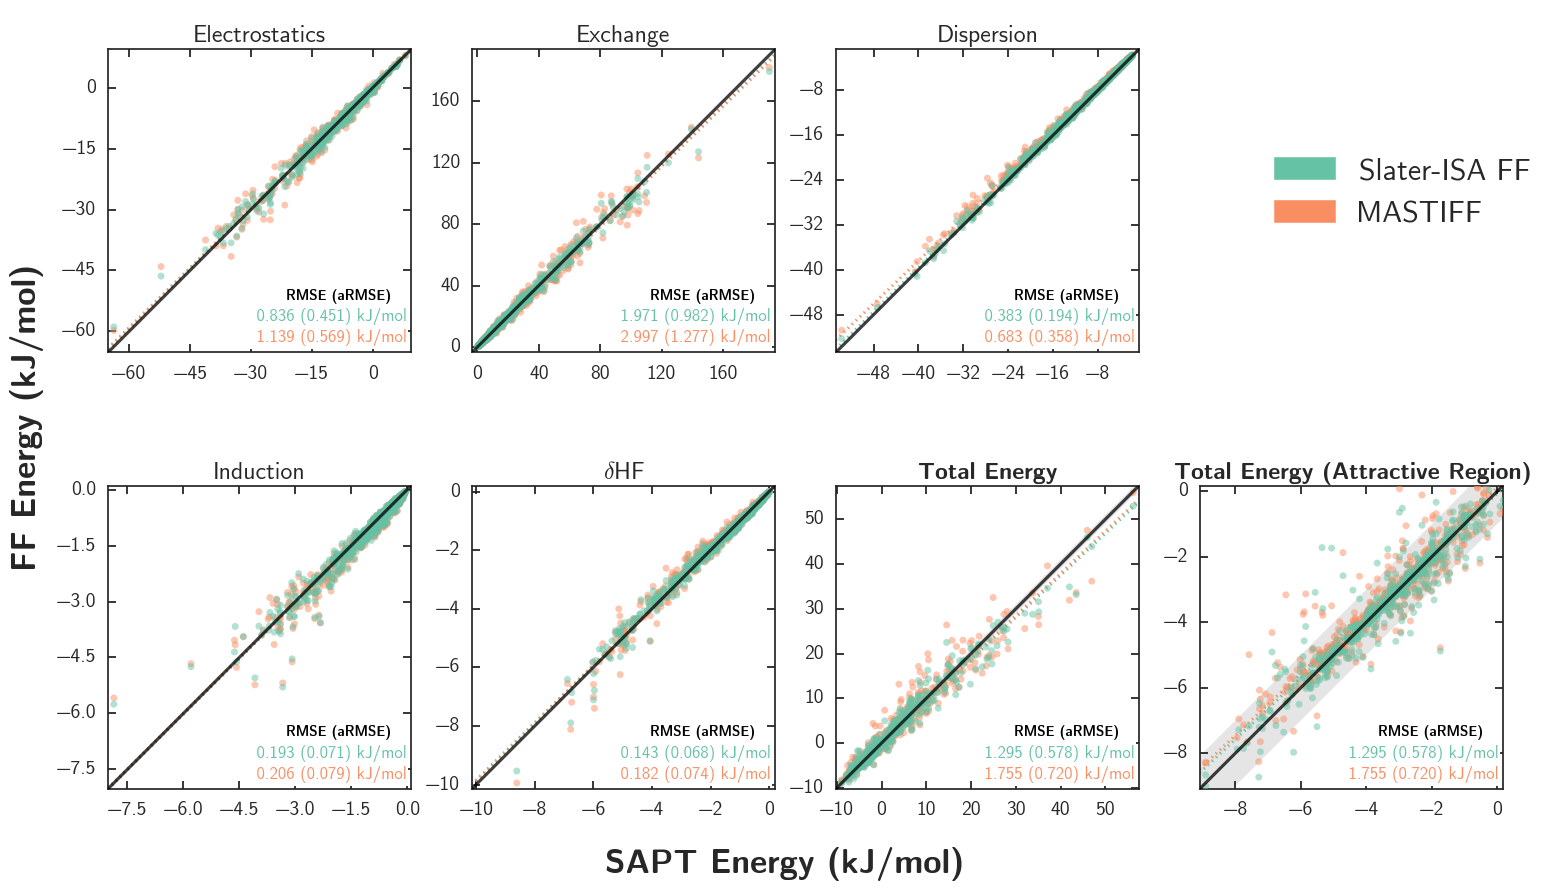 Electrostatics
Exchange
Dispersion
0
−15
−30
−45
−60
RMSE (aRMSE)
0.836 (0.451) kJ/mol
1.139 (0.569) kJ/mol
−60 −45 −30 −15 0
160
120
80
40
0
RMSE (aRMSE)
1.971 (0.982) kJ/mol
2.997 (1.277) kJ/mol
0 40 80 120 160
−8
−16
−24
−32
−40
−48
RMSE (aRMSE)
0.383 (0.194) kJ/mol
0.683 (0.358) kJ/mol
−48 −40 −32 −24 −16 −8
Slater-ISA FF
MASTIFF
FF Energy (kJ/mol)
Induction
δHF
Total Energy
Total Energy (Attractive Region)
0.0
−1.5
−3.0
−4.5
−6.0
−7.5
RMSE (aRMSE)
0.193 (0.071) kJ/mol
0.206 (0.079) kJ/mol
−7.5 −6.0 −4.5 −3.0 −1.5 0.0
0
−2
−4
−6
−8
−10
RMSE (aRMSE)
0.143 (0.068) kJ/mol
0.182 (0.074) kJ/mol
−10 −8 −6 −4 −2 0
50
40
30
20
10
0
−10
RMSE (aRMSE)
1.295 (0.578) kJ/mol
1.755 (0.720) kJ/mol
−10 0 10 20 30 40 50
0
−2
−4
−6
−8
RMSE (aRMSE)
1.295 (0.578) kJ/mol
1.755 (0.720) kJ/mol
−8 −6 −4 −2 0
SAPT Energy (kJ/mol)